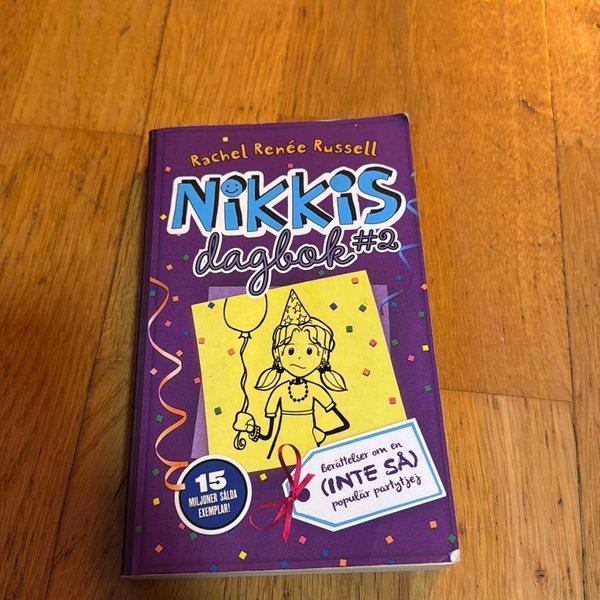 Rachel Renée Russell
NIKKIS
dagbok #2
Berättelser om en
(INTE SÅ)
populär partytjej
15
MILJONER SÅLDA
EXEMPLAR!